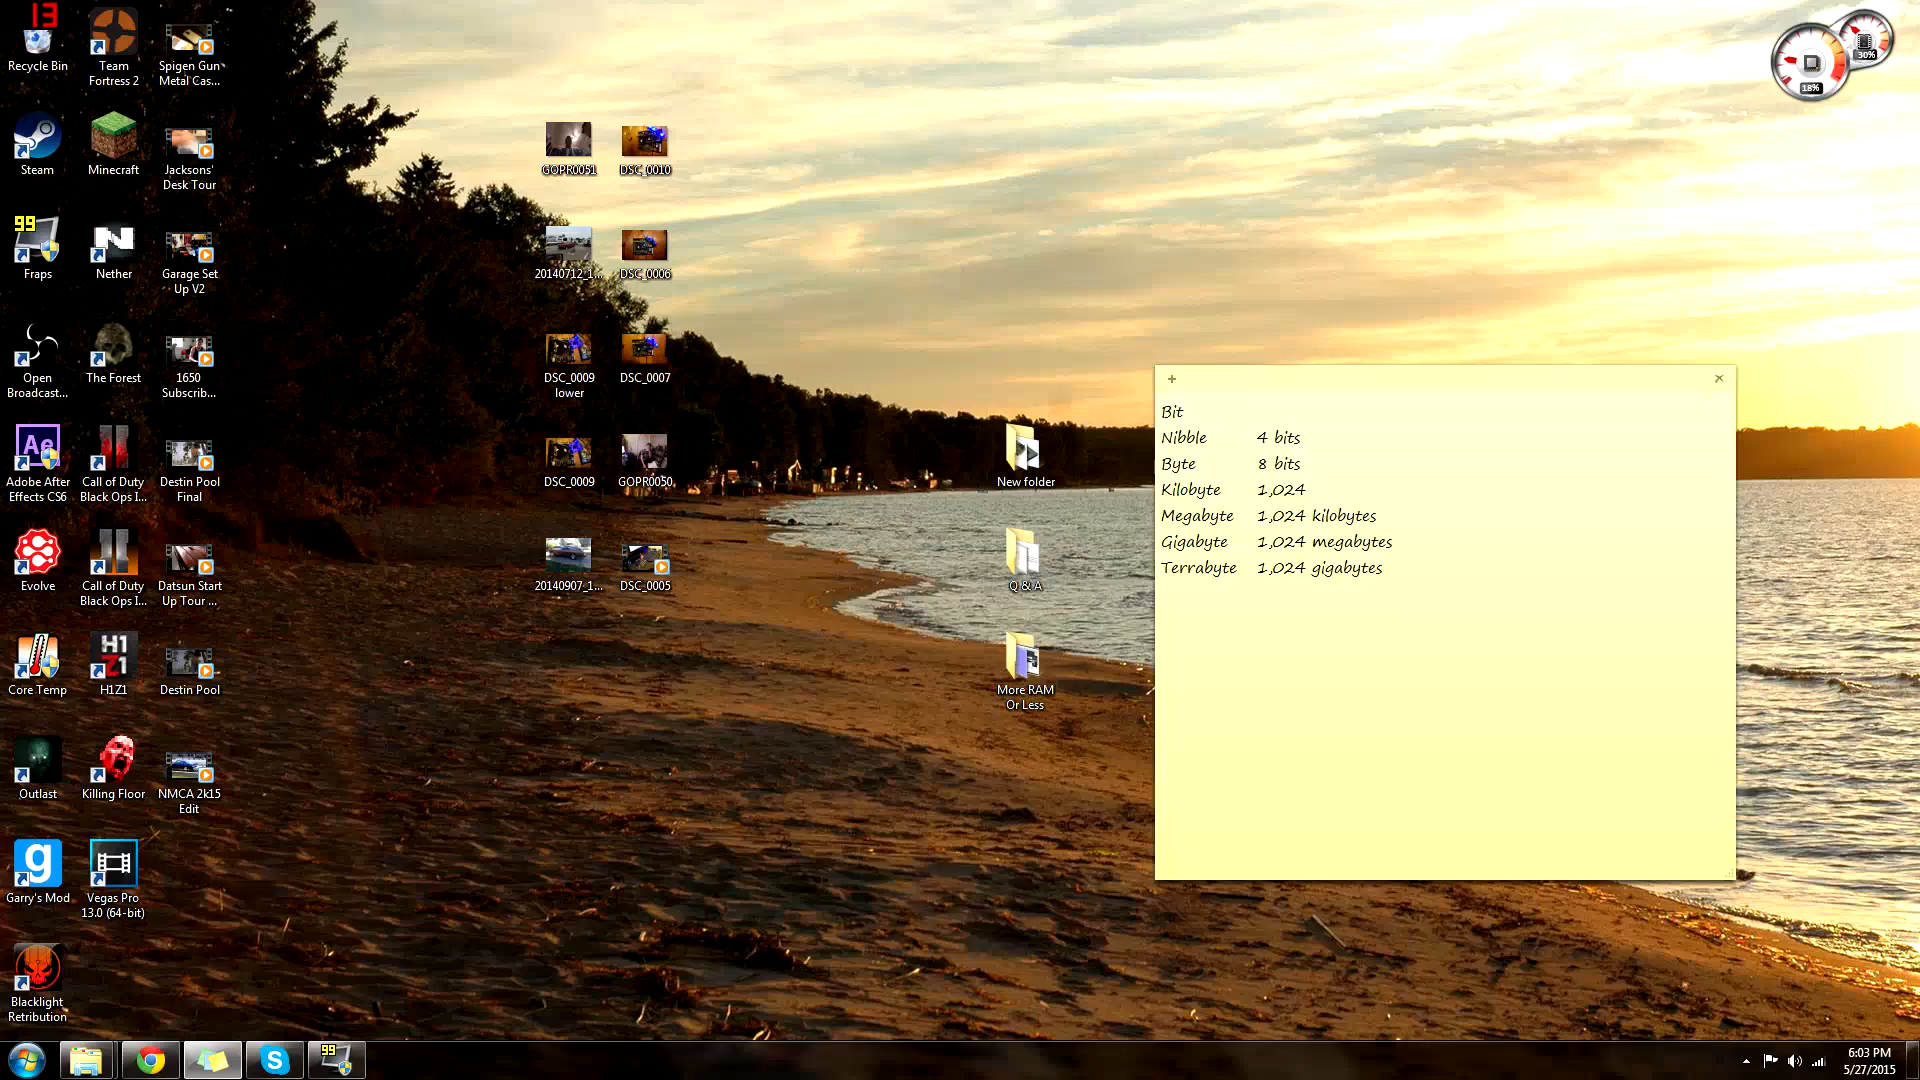 13
Recycle Bin
Team
Fortress 2
Spigen Gun
Metal Cas...
Steam
Minecraft
Jacksons'
Desk Tour
99
Fraps
Nether
Garage Set
Up V2
Open
Broadcast...
The Forest
1650
Subscrib...
Ae
Adobe After
Effects CS6
Call of Duty
Black Ops I...
Destin Pool
Final
Evolve
Call of Duty
Black Ops I...
Datsun Start
Up Tour ...
Core Temp
H1
Z1
H1Z1
Destin Pool
Outlast
Killing Floor
NMCA 2k15
Edit
g
Garry's Mod
Vegas Pro
13.0 (64-bit)
Blacklight
Retribution
GOPR0051
DSC_0010
20140712_1...
DSC_0006
DSC_0009
lower
DSC_0007
DSC_0009
GOPR0050
20140907_1...
DSC_0005
New folder
Q & A
More RAM
Or Less
18%
30%
Bit
Nibble 4 bits
Byte 8 bits
Kilobyte 1,024
Megabyte 1,024 kilobytes
Gigabyte 1,024 megabytes
Terrabyte 1,024 gigabytes
99
6:03 PM
5/27/2015